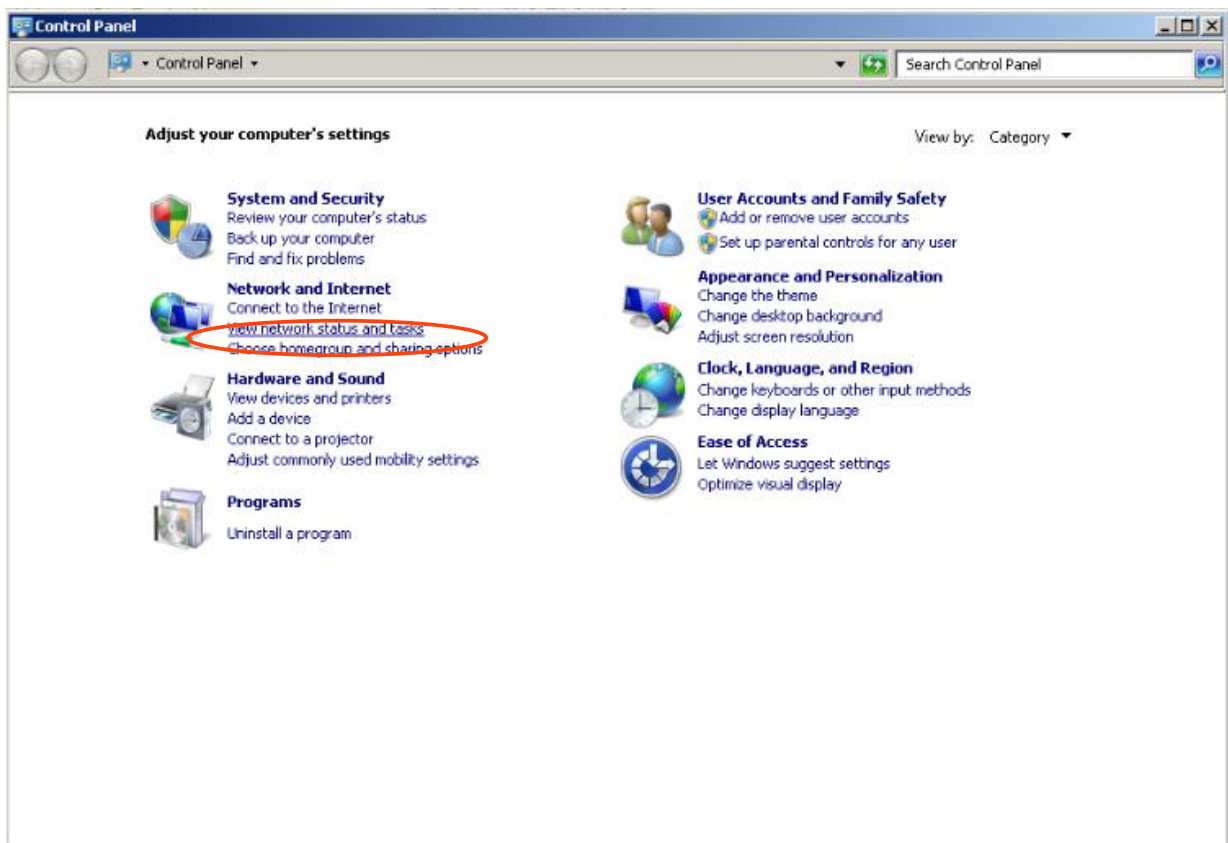 Control Panel
Control Panel
Search Control Panel
Adjust your computer's settings
View by: Category
System and Security
Review your computer's status
Back up your computer
Find and fix problems
Network and Internet
Connect to the Internet
View network status and tasks
Choose homegroup and sharing options
Hardware and Sound
View devices and printers
Add a device
Connect to a projector
Adjust commonly used mobility settings
Programs
Uninstall a program
User Accounts and Family Safety
Add or remove user accounts
Set up parental controls for any user
Appearance and Personalization
Change the theme
Change desktop background
Adjust screen resolution
Clock, Language, and Region
Change keyboards or other input methods
Change display language
Ease of Access
Let Windows suggest settings
Optimize visual display